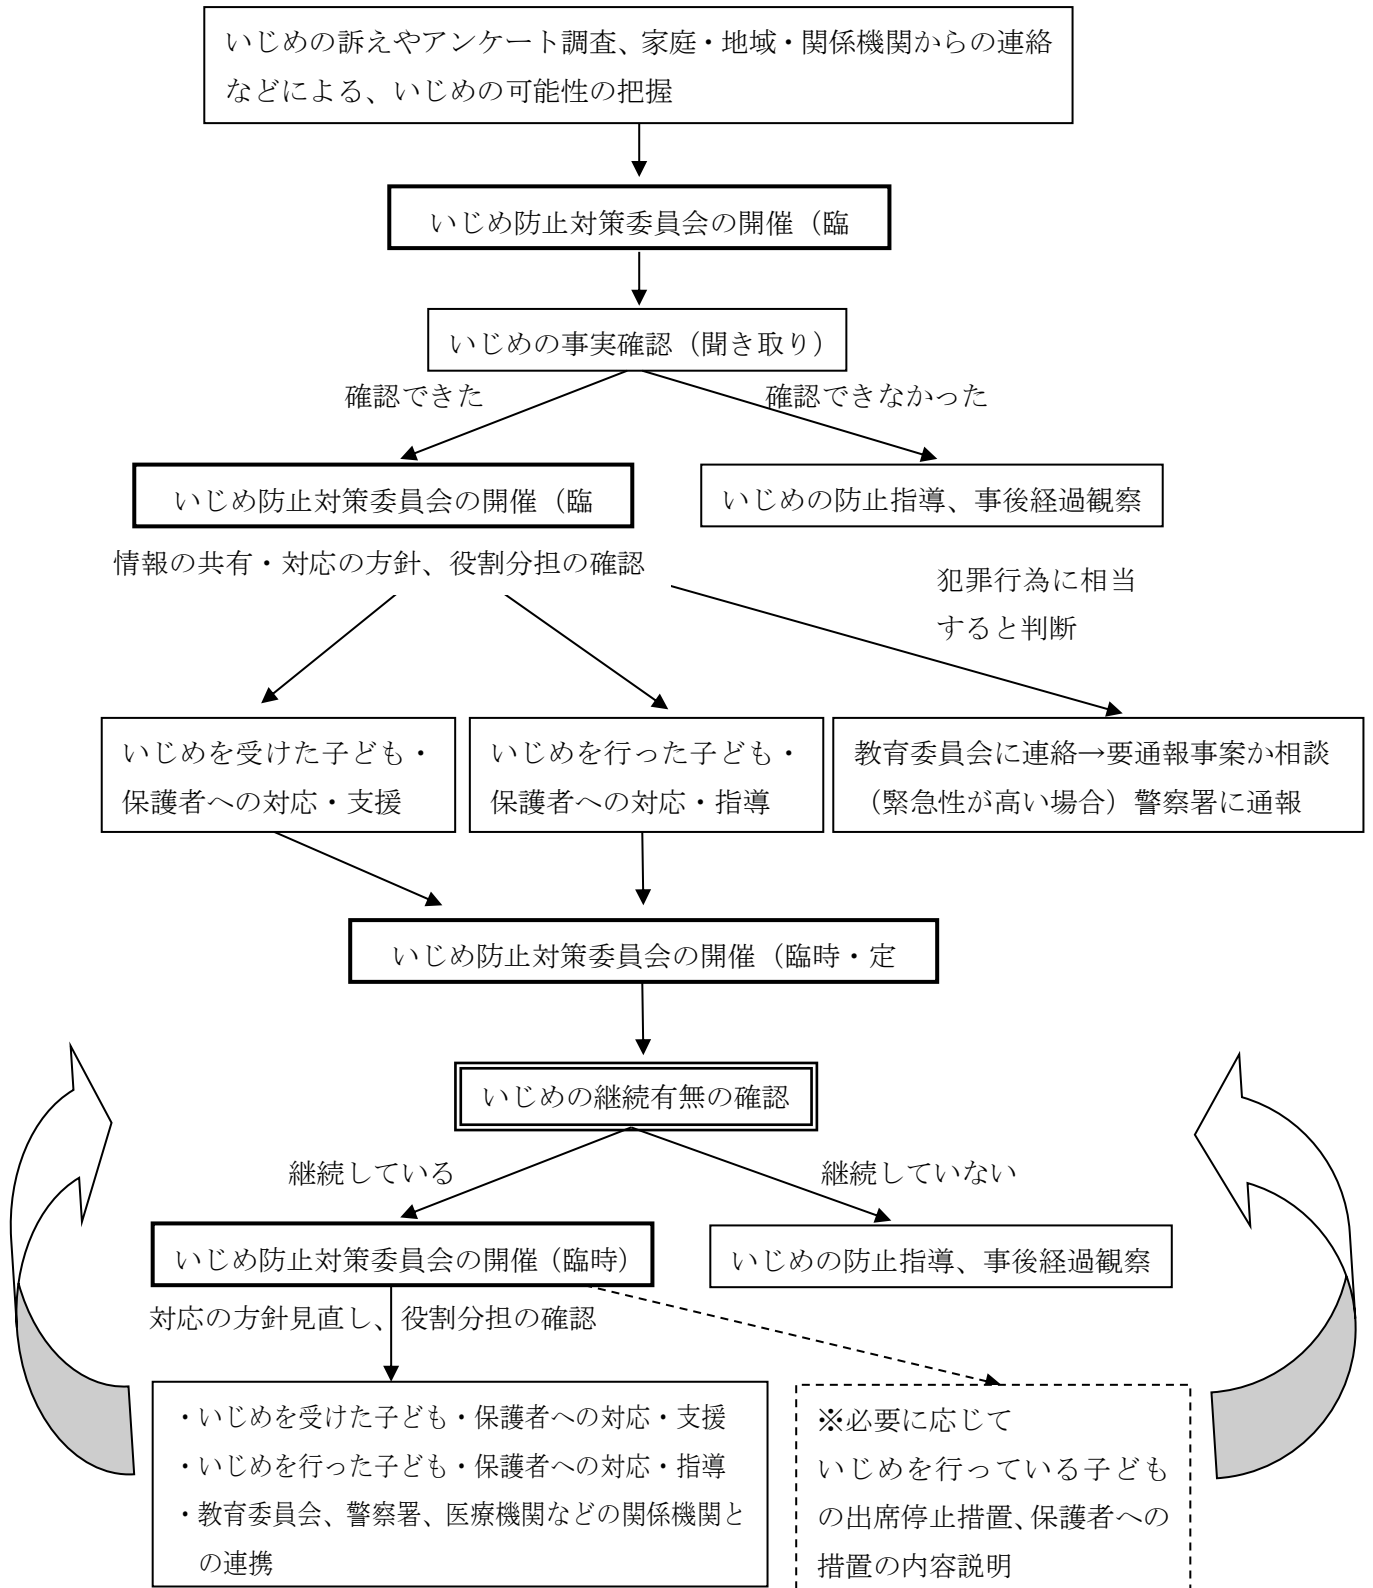 いじめの訴えやアンケート調査、家庭・地域・関係機関からの連絡
などによる、いじめの可能性の把握
いじめ防止対策委員会の開催（臨
いじめの事実確認（聞き取り）
確認できた
確認できなかった
いじめ防止対策委員会の開催（臨
いじめの防止指導、事後経過観察
情報の共有・対応の方針、役割分担の確認
犯罪行為に相当
すると判断
いじめを受けた子ども・
保護者への対応・支援
いじめを行った子ども・
保護者への対応・指導
教育委員会に連絡→要通報事案か相談
（緊急性が高い場合）警察署に通報
いじめ防止対策委員会の開催（臨時・定
いじめの継続有無の確認
継続している
継続していない
いじめ防止対策委員会の開催（臨時）
いじめの防止指導、事後経過観察
対応の方針見直し、役割分担の確認
・いじめを受けた子ども・保護者への対応・支援
・いじめを行った子ども・保護者への対応・指導
・教育委員会、警察署、医療機関などの関係機関と
の連携
※必要に応じて
いじめを行っている子ども
の出席停止措置、保護者への
措置の内容説明